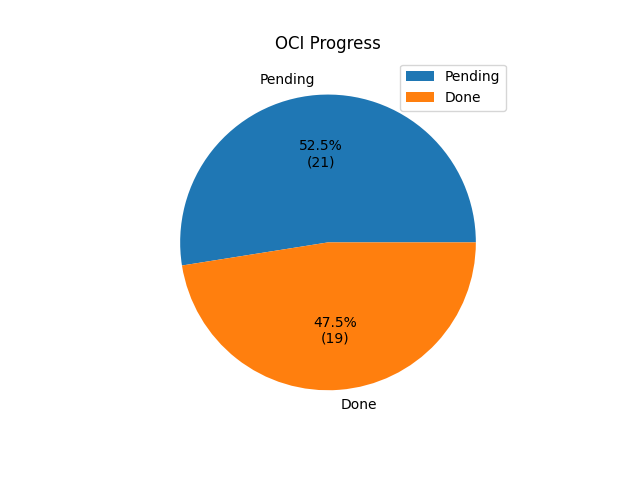 OCI Progress
Pending
Pending
Done
52.5%
(21)
47.5%
(19)
Done